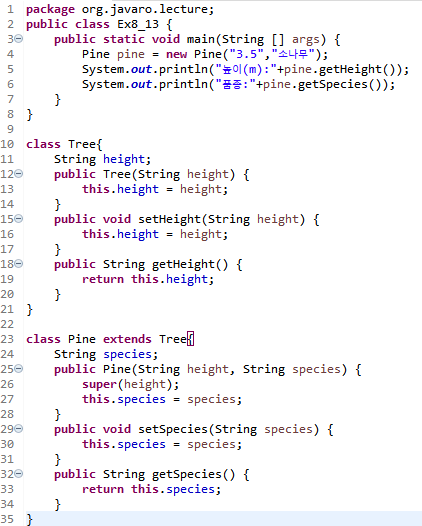 1 package org.javaro.lecture;
2 public class Ex8_13 {
3 public static void main(String [] args) {
4 Pine pine = new Pine("3.5","소나무");
5 System.out.println("높이(m):"+pine.getHeight());
6 System.out.println("품종:"+pine.getSpecies());
7 }
8 }
9
10 class Tree{
11 String height;
12 public Tree(String height) {
13 this.height = height;
14 }
15 public void setHeight(String height) {
16 this.height = height;
17 }
18 public String getHeight() {
19 return this.height;
20 }
21 }
22
23 class Pine extends Tree{
24 String species;
25 public Pine(String height, String species) {
26 super(height);
27 this.species = species;
28 }
29 public void setSpecies(String species) {
30 this.species = species;
31 }
32 public String getSpecies() {
33 return this.species;
34 }
35 }